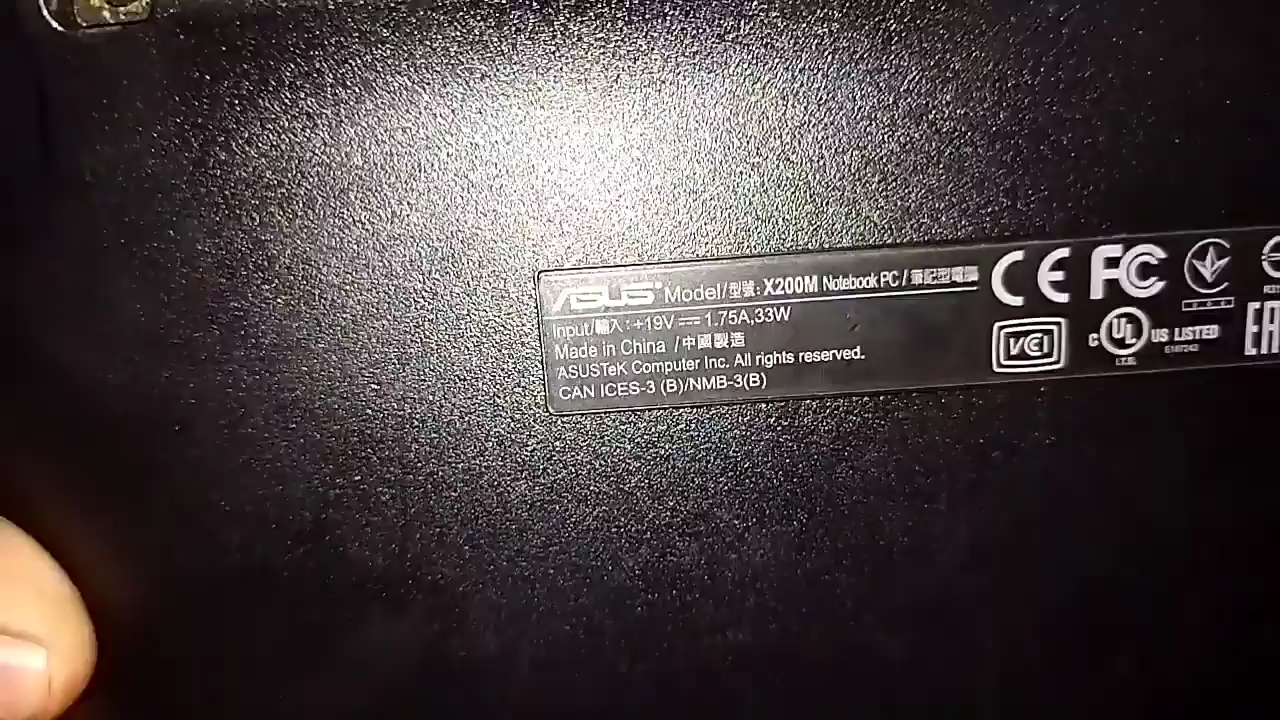 ASUS Model/型號: X200M Notebook PC / 筆記型電腦
Input/輸入: +19V ⎓ 1.75A,33W
Made in China / 中國製造
ASUSTeK Computer Inc. All rights reserved.
CAN ICES-3 (B)/NMB-3(B)
CE FC
VCI C UL US LISTED
I.T.E. E187242
EAC